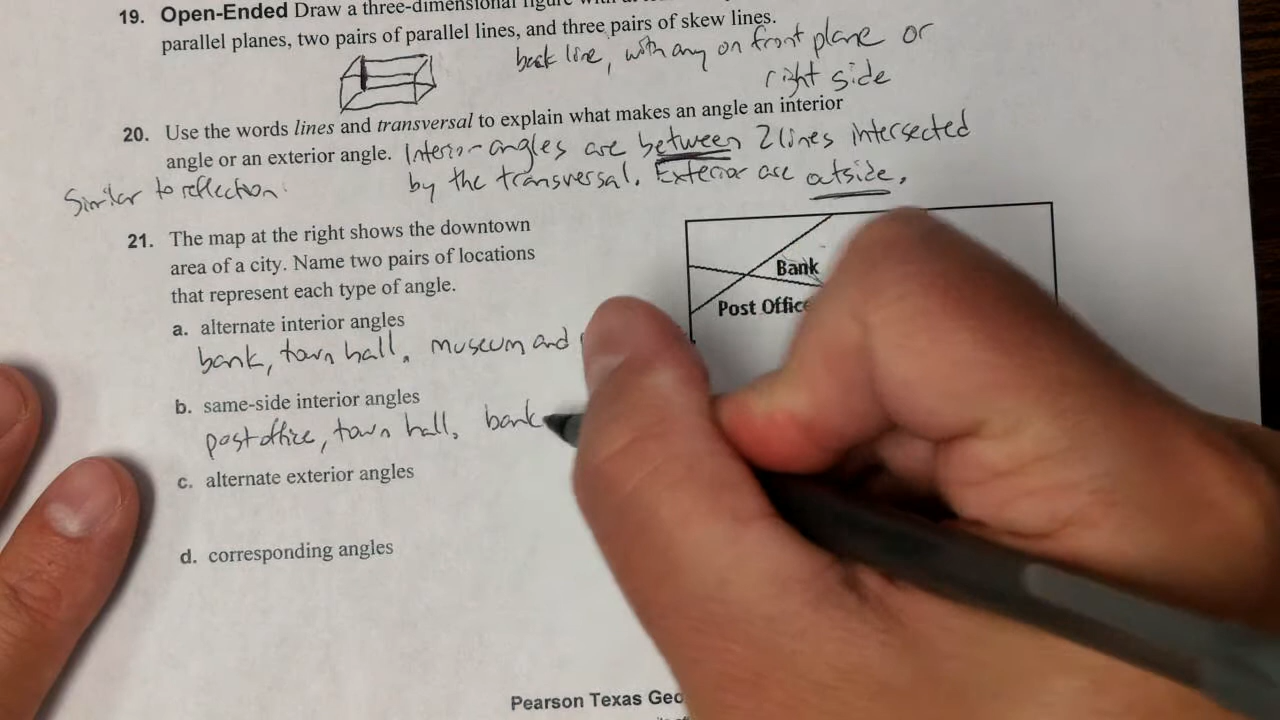 19. Open-Ended Draw a three-dimensional figure with at
parallel planes, two pairs of parallel lines, and three pairs of skew lines.
back line, with any on front plane or
right side
20. Use the words lines and transversal to explain what makes an angle an interior
angle or an exterior angle. Interior angles are between 2 lines intersected
by the transversal. Exterior are outside.
Similar to reflection
21. The map at the right shows the downtown
area of a city. Name two pairs of locations
that represent each type of angle.
Bank
Post Office
a. alternate interior angles
bank, town hall, museum and
b. same-side interior angles
post office, town hall, bank
c. alternate exterior angles
d. corresponding angles
Pearson Texas Geo